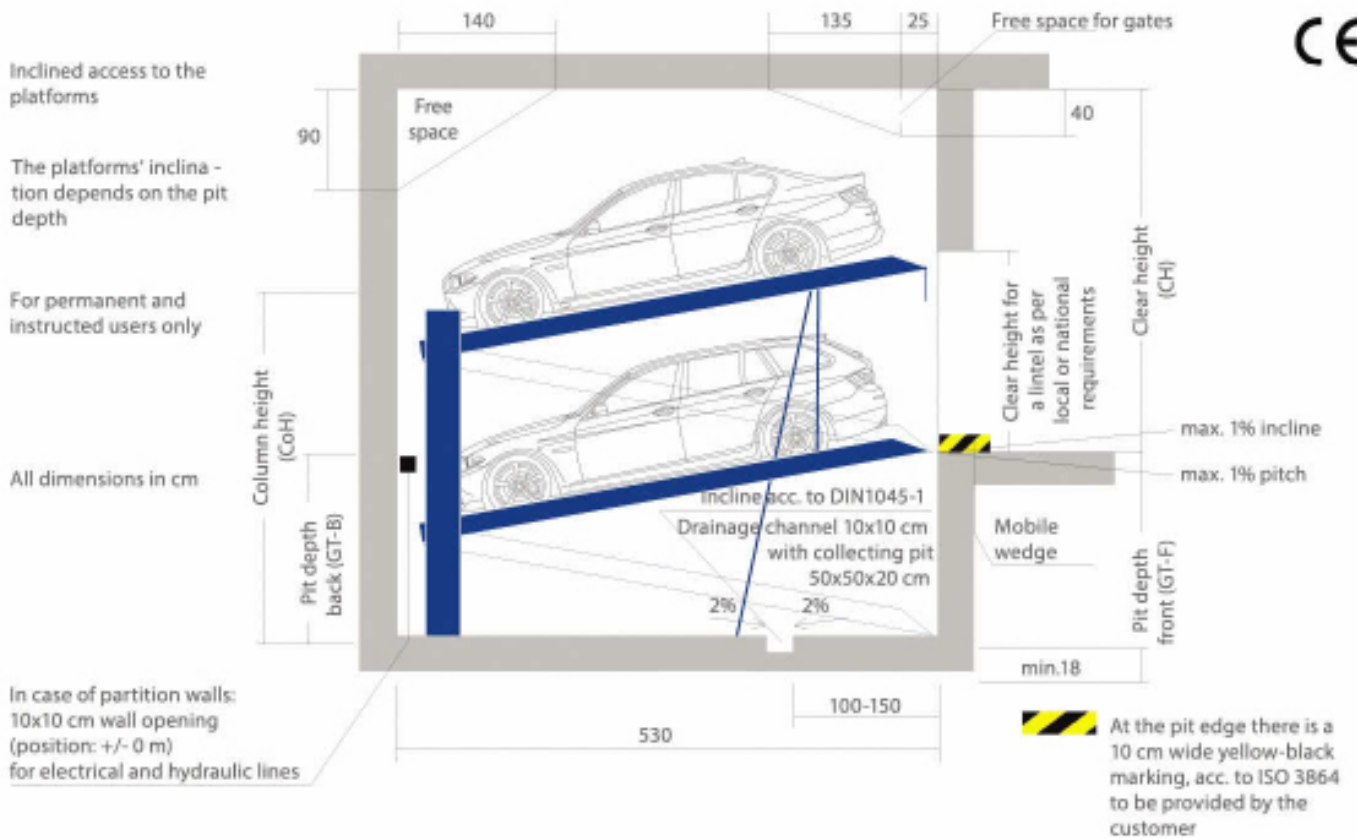 140
135
25
Free space for gates
CE
Inclined access to the
platforms
Free
space
90
40
The platforms' inclina -
tion depends on the pit
depth
For permanent and
instructed users only
Clear height
(CH)
Clear height for
a lintel as per
local or national
requirements
Column height
(CoH)
max. 1% incline
max. 1% pitch
All dimensions in cm
Incline acc. to DIN1045-1
Drainage channel 10x10 cm
with collecting pit
50x50x20 cm
Mobile
wedge
Pit depth
back (GT-B)
2%
2%
Pit depth
front (GT-F)
min.18
In case of partition walls:
10x10 cm wall opening
(position: +/- 0 m)
for electrical and hydraulic lines
100-150
530
At the pit edge there is a
10 cm wide yellow-black
marking, acc. to ISO 3864
to be provided by the
customer